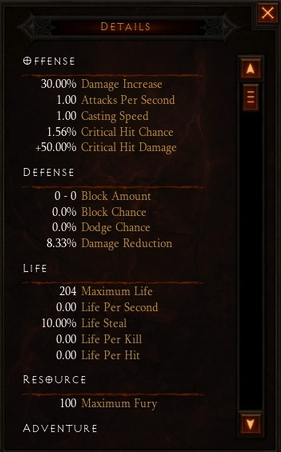 DETAILS
OFFENSE
30.00% Damage Increase
1.00 Attacks Per Second
1.00 Casting Speed
1.56% Critical Hit Chance
+50.00% Critical Hit Damage
DEFENSE
0 - 0 Block Amount
0.0% Block Chance
0.0% Dodge Chance
8.33% Damage Reduction
LIFE
204 Maximum Life
0.00 Life Per Second
10.00% Life Steal
0.00 Life Per Kill
0.00 Life Per Hit
RESOURCE
100 Maximum Fury
ADVENTURE